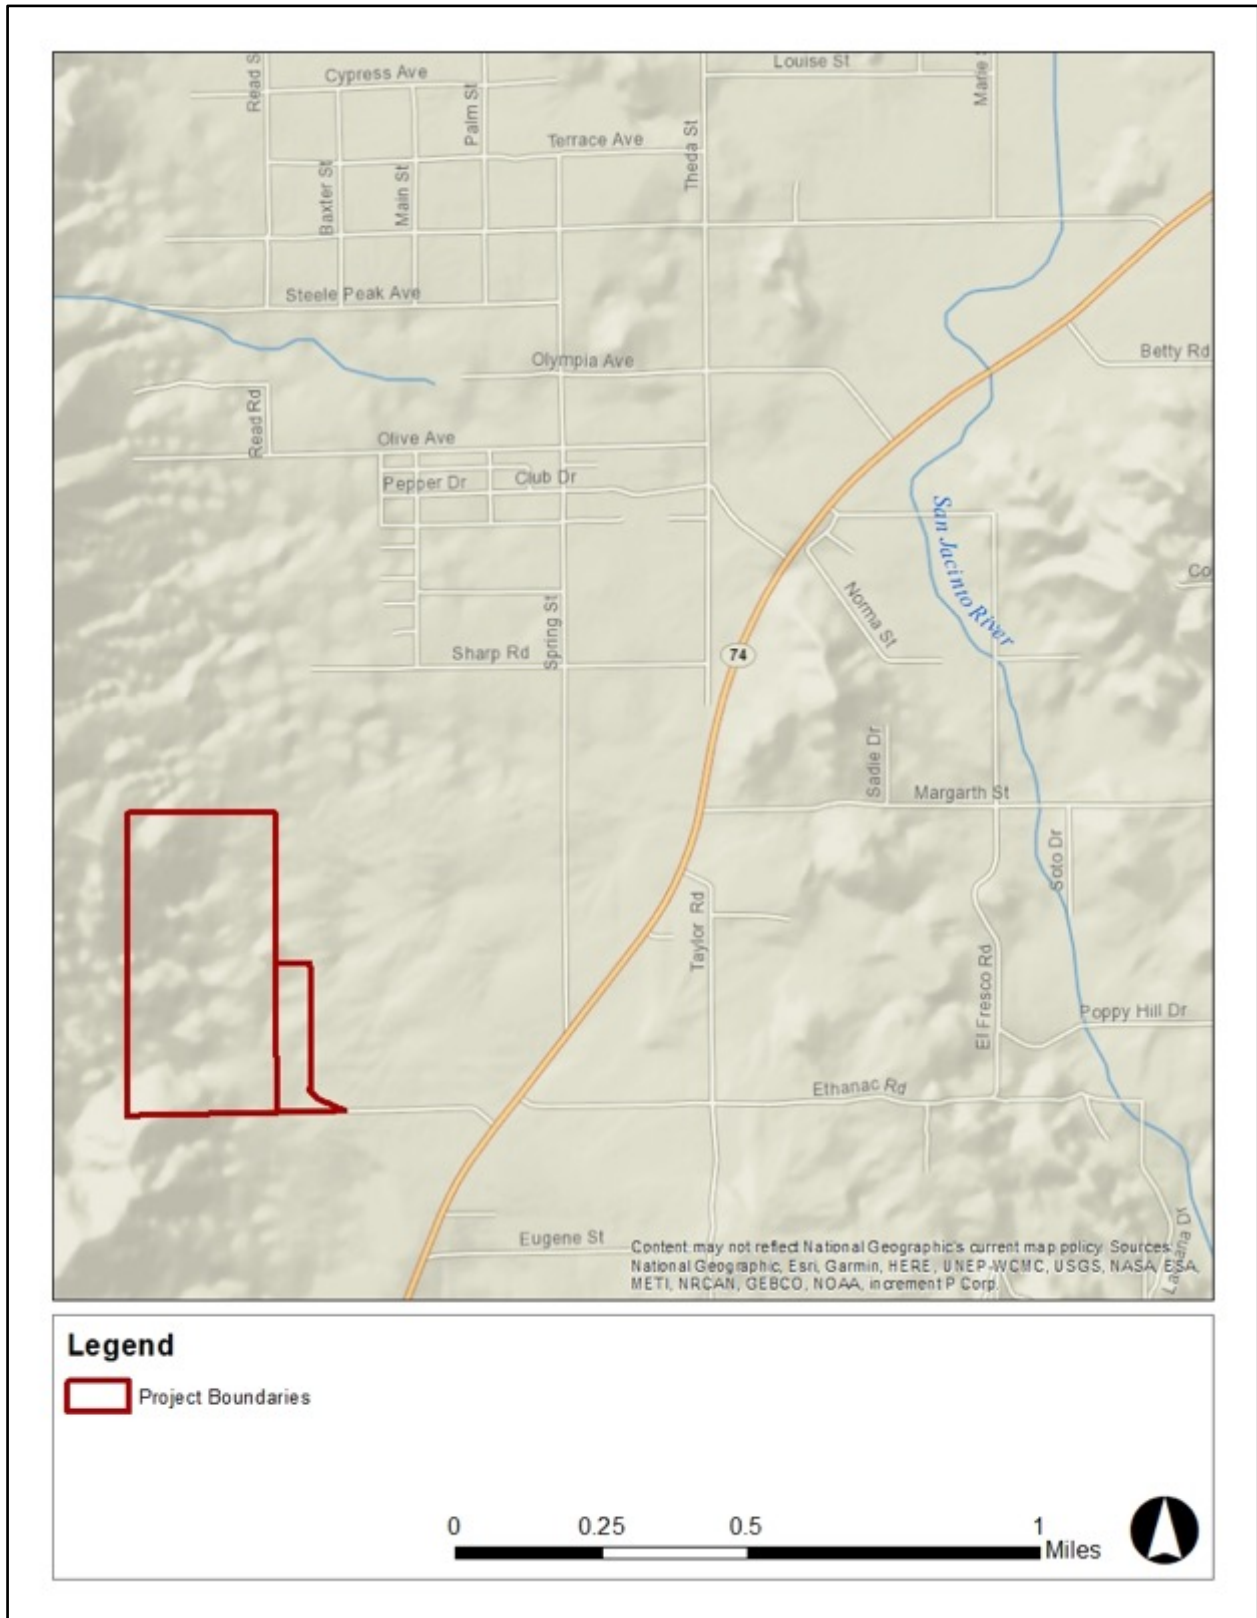 Louise St
Cypress Ave
Read S
Marie S
Palm St
Terrace Ave
Theda St
Baxter St
Main St
Steele Peak Ave
Betty Rd
Olympia Ave
Read Rd
Olive Ave
Pepper Dr
Club Dr
San Jacinto River
Co
Norma St
Spring St
Sharp Rd
74
Sadie Dr
Margarth St
Soto Dr
Taylor Rd
El Fresco Rd
Poppy Hill Dr
Ethanac Rd
Eugene St
Content may not reflect National Geographic's current map policy. Sources:
National Geographic, Esri, Garmin, HERE, UNEP-WCMC, USGS, NASA, ESA,
METI, NRCAN, GEBCO, NOAA, increment P Corp.
Legend
Project Boundaries
0 0.25 0.5 1
Miles